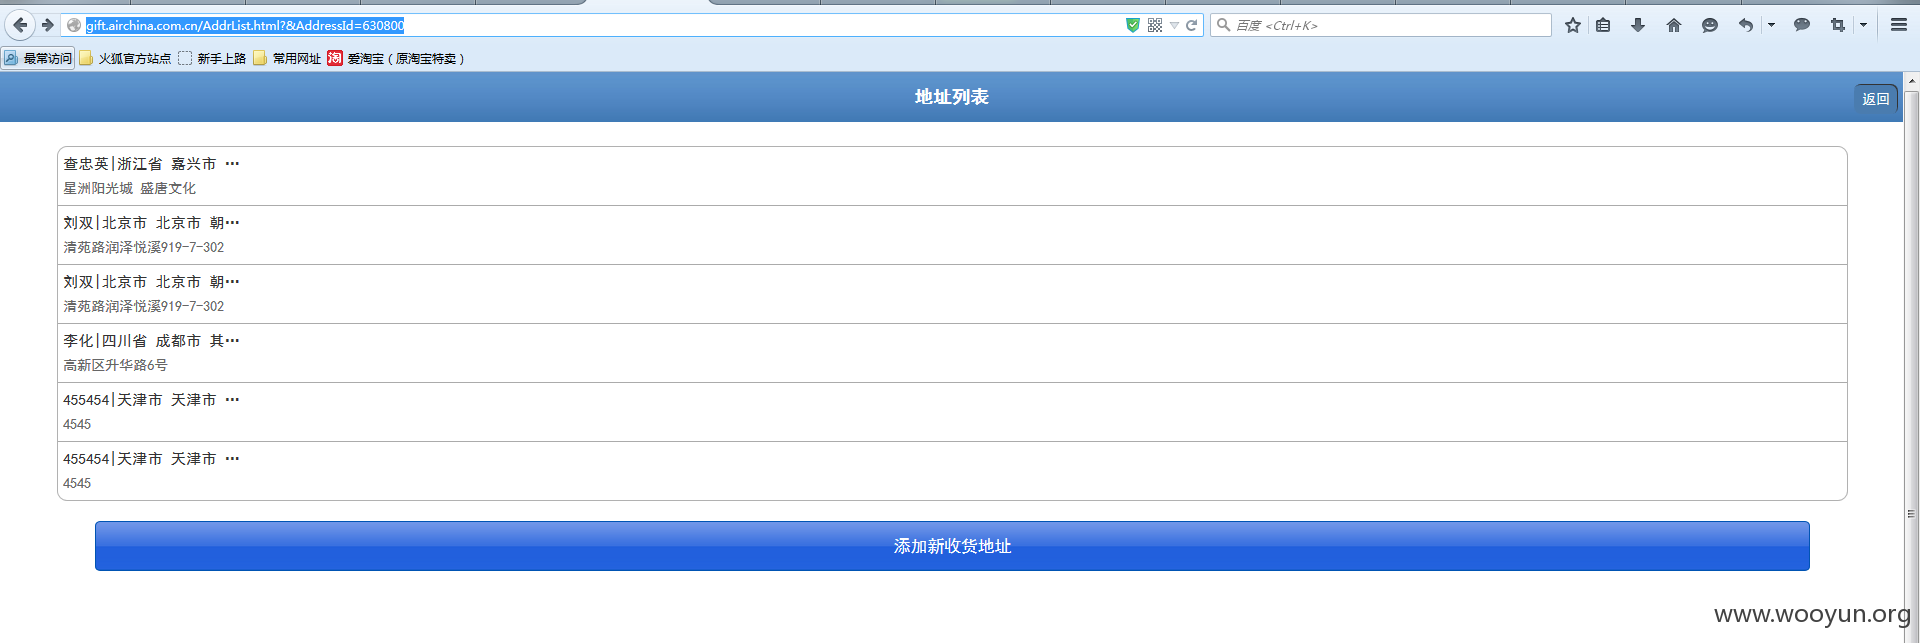 gift.airchina.com.cn/AddrList.html?&AddressId=630800
百度 <Ctrl+K>
最常访问 火狐官方站点 新手上路 常用网址 淘 爱淘宝（原淘宝特卖）
地址列表
返回
查忠英|浙江省 嘉兴市 …
星洲阳光城 盛唐文化
刘双|北京市 北京市 朝…
清苑路润泽悦溪919-7-302
刘双|北京市 北京市 朝…
清苑路润泽悦溪919-7-302
李化|四川省 成都市 其…
高新区升华路6号
455454|天津市 天津市 …
4545
455454|天津市 天津市 …
4545
添加新收货地址
www.wooyun.org